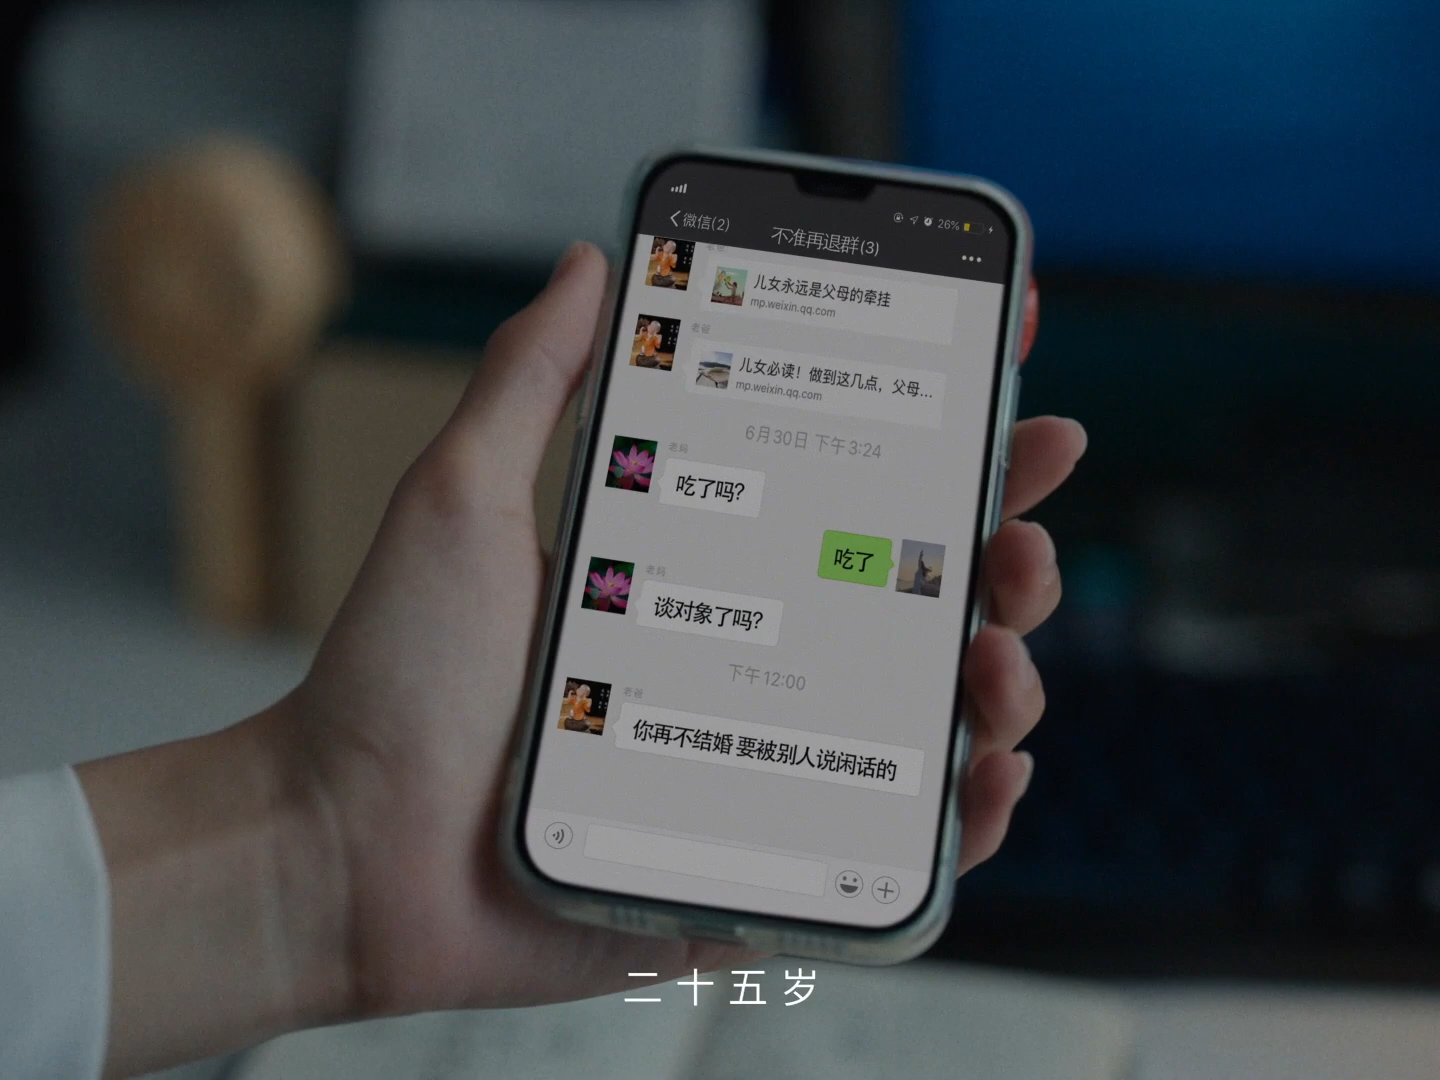 26%
微信(2)
不准再退群(3)
儿女永远是父母的牵挂
mp.weixin.qq.com
老爸
儿女必读！做到这几点，父母...
mp.weixin.qq.com
6月30日 下午3:24
老妈
吃了吗？
吃了
老妈
谈对象了吗？
下午12:00
老爸
你再不结婚 要被别人说闲话的
二十五岁